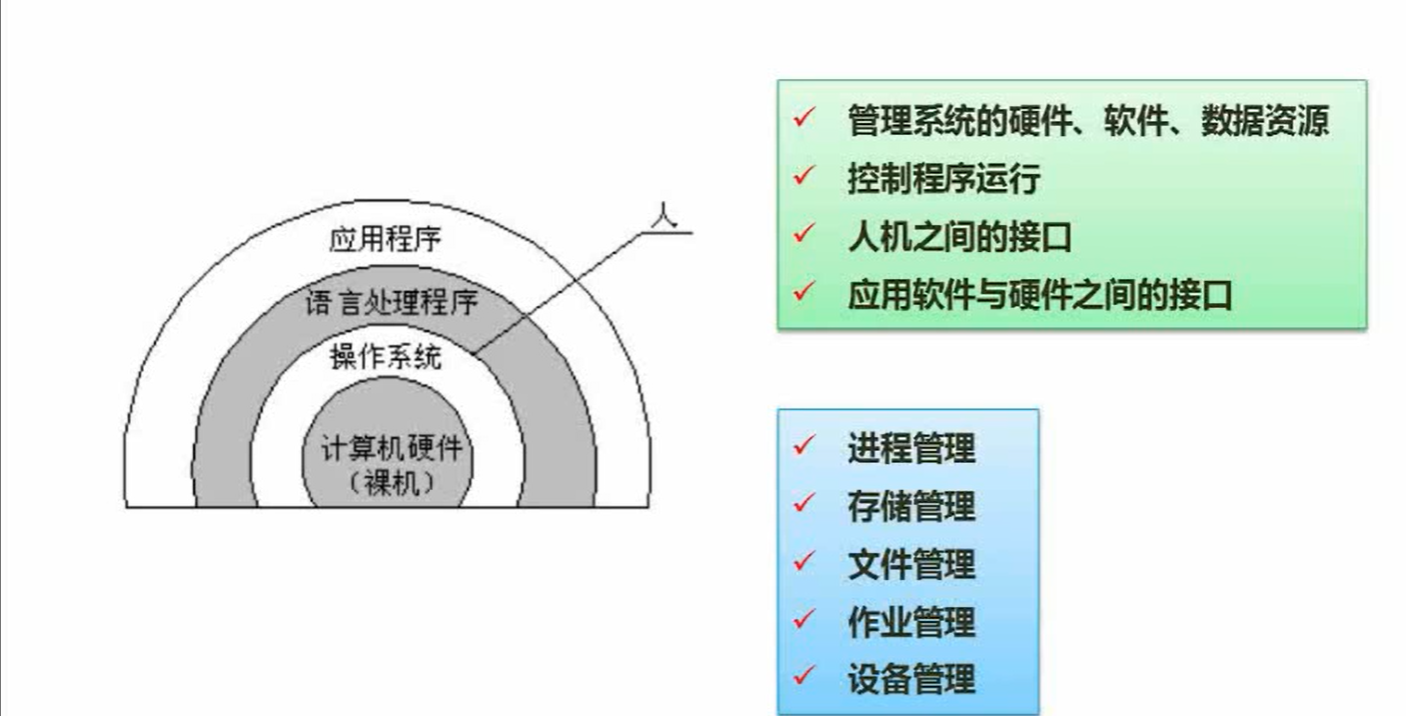 应用程序
人
语言处理程序
操作系统
计算机硬件
（裸机）
管理系统的硬件、软件、数据资源
控制程序运行
人机之间的接口
应用软件与硬件之间的接口
进程管理
存储管理
文件管理
作业管理
设备管理